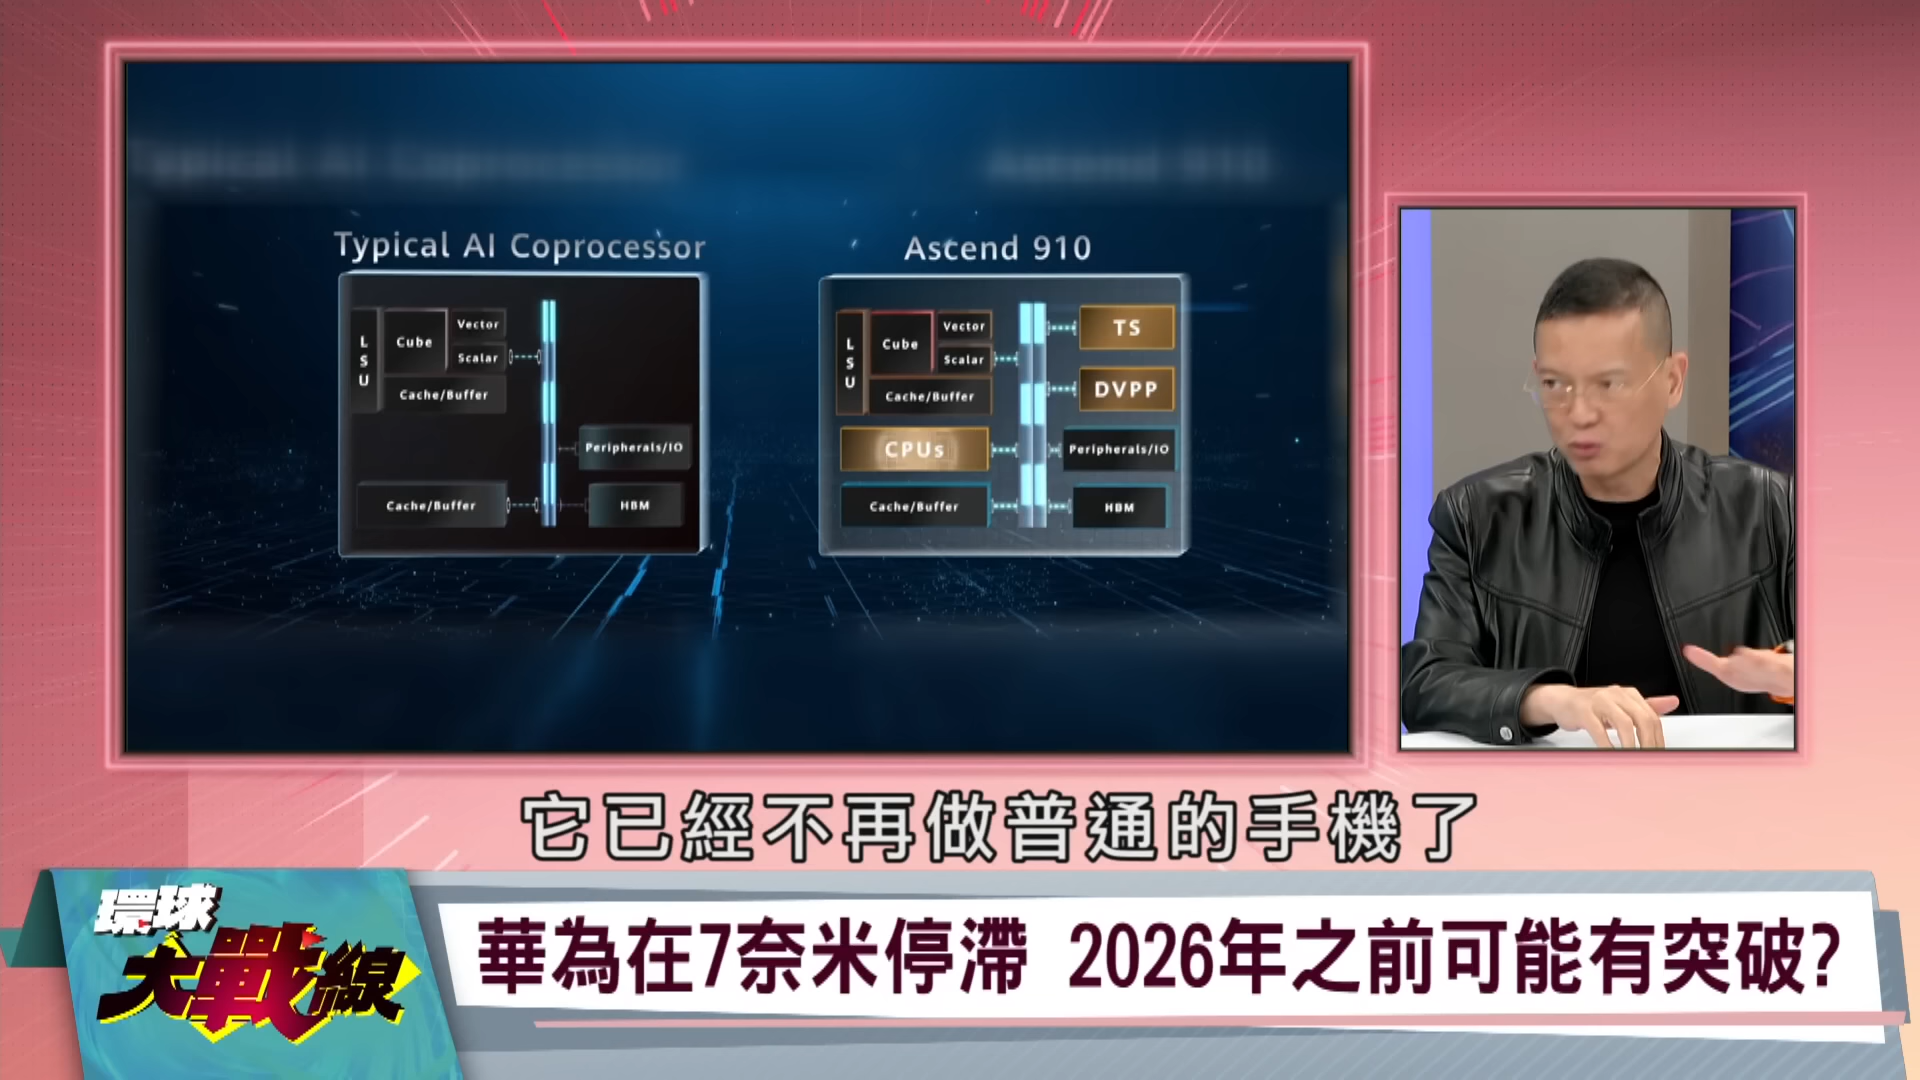 Typical AI Coprocessor
LSU
Cube
Vector
Scalar
Cache/Buffer
Peripherals/IO
Cache/Buffer
HBM
Ascend 910
LSU
Cube
Vector
Scalar
Cache/Buffer
TS
DVPP
CPUs
Peripherals/IO
Cache/Buffer
HBM
它已經不再做普通的手機了
環球
大戰線
華為在7奈米停滯 2026年之前可能有突破?